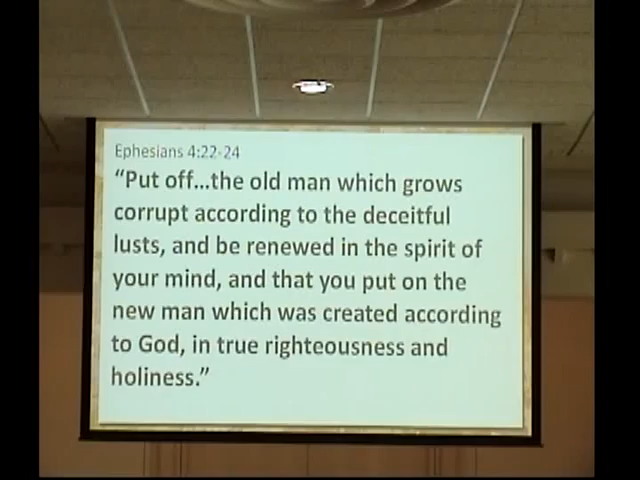 Ephesians 4:22-24
“Put off...the old man which grows
corrupt according to the deceitful
lusts, and be renewed in the spirit of
your mind, and that you put on the
new man which was created according
to God, in true righteousness and
holiness.”